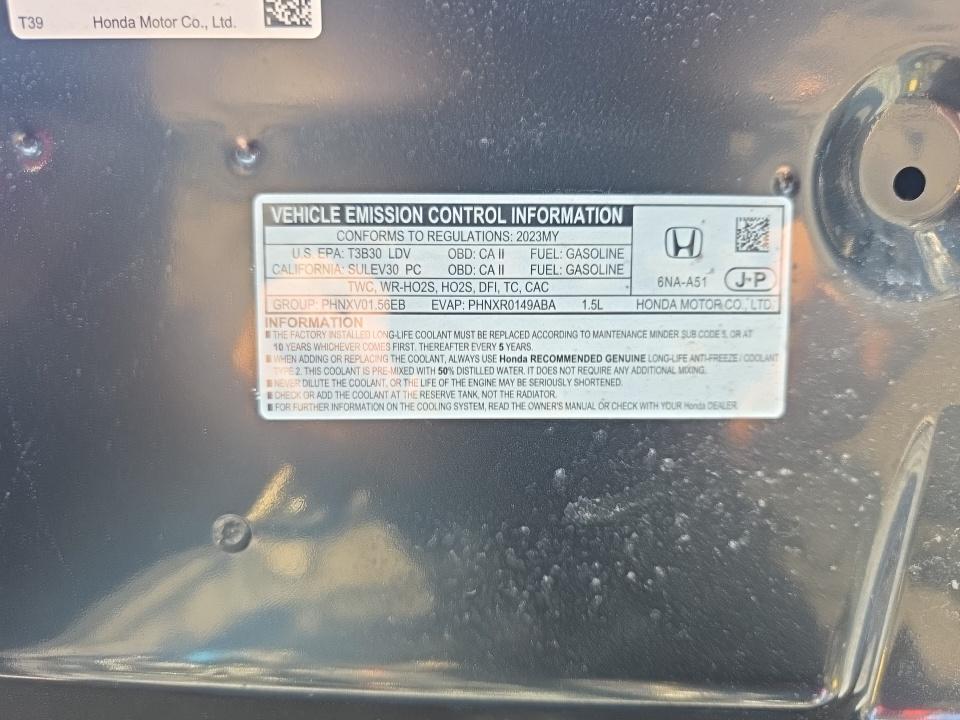 T39 Honda Motor Co., Ltd.
VEHICLE EMISSION CONTROL INFORMATION
CONFORMS TO REGULATIONS: 2023MY
U.S. EPA: T3B30 LDV OBD: CA II FUEL: GASOLINE
CALIFORNIA: SULEV30 PC OBD: CA II FUEL: GASOLINE
TWC, WR-HO2S, HO2S, DFI, TC, CAC
6NA-A51 J-P
GROUP: PHNXV01.56EB EVAP: PHNXR0149ABA 1.5L HONDA MOTOR CO., LTD.
INFORMATION
THE FACTORY INSTALLED LONG-LIFE COOLANT MUST BE REPLACED ACCORDING TO MAINTENANCE MINDER SUB CODE 5, OR AT
10 YEARS WHICHEVER COMES FIRST. THEREAFTER EVERY 5 YEARS.
WHEN ADDING OR REPLACING THE COOLANT, ALWAYS USE Honda RECOMMENDED GENUINE LONG-LIFE ANTI-FREEZE / COOLANT
TYPE 2. THIS COOLANT IS PRE-MIXED WITH 50% DISTILLED WATER. IT DOES NOT REQUIRE ANY ADDITIONAL MIXING.
NEVER DILUTE THE COOLANT, OR THE LIFE OF THE ENGINE MAY BE SERIOUSLY SHORTENED.
CHECK OR ADD THE COOLANT AT THE RESERVE TANK, NOT THE RADIATOR.
FOR FURTHER INFORMATION ON THE COOLING SYSTEM, READ THE OWNER'S MANUAL OR CHECK WITH YOUR Honda DEALER.